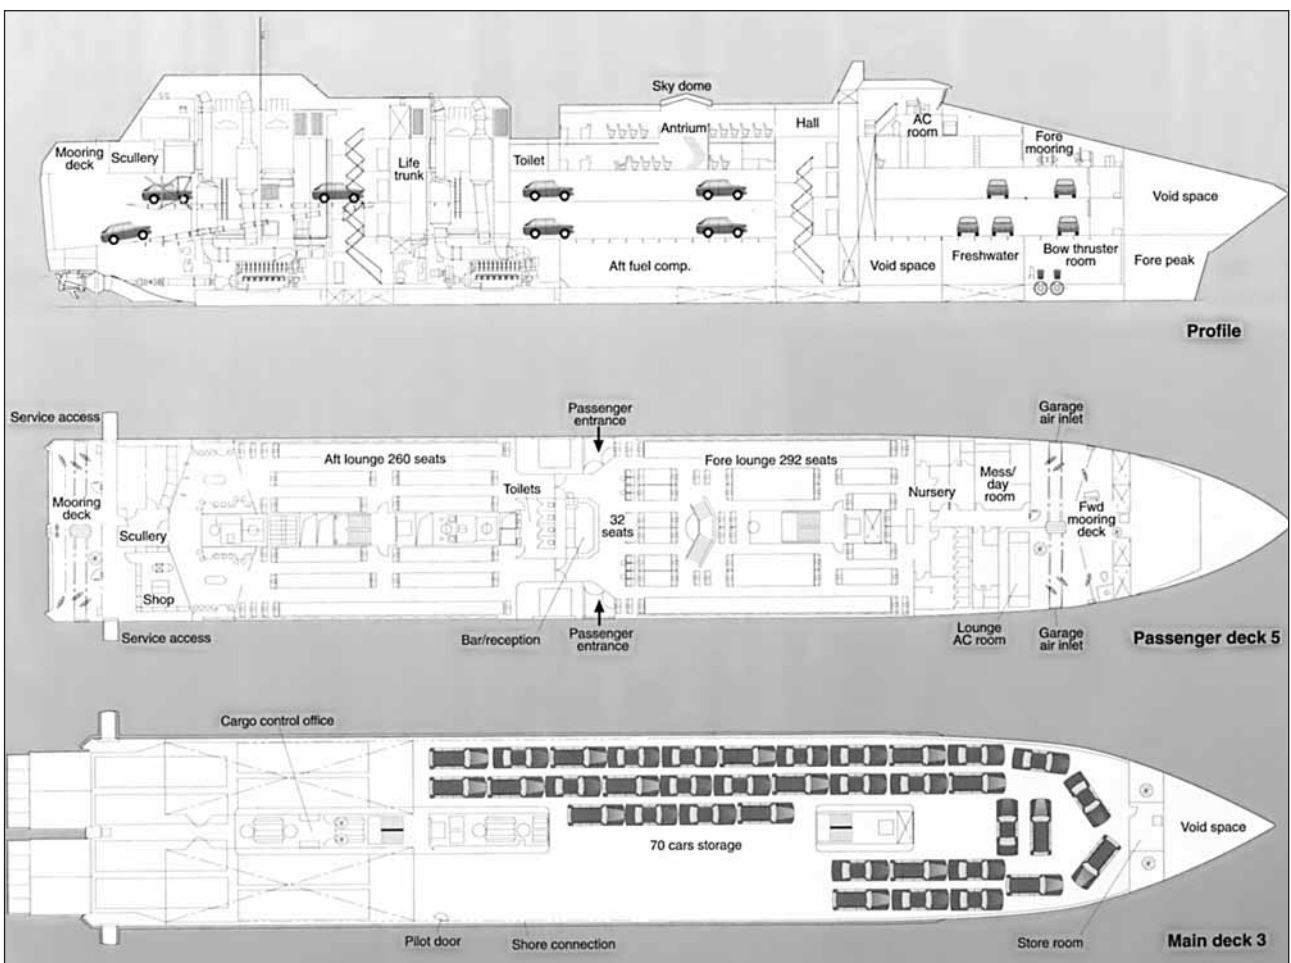 Sky dome
Antrium
Hall
AC
room
Fore
mooring
Mooring
deck
Scullery
Life
trunk
Toilet
Void space
Aft fuel comp.
Void space
Freshwater
Bow thruster
room
Fore peak
Profile
Service access
Passenger
entrance
Garage
air inlet
Aft lounge 260 seats
Fore lounge 292 seats
Mooring
deck
Toilets
Nursery
Mess/
day
room
Fwd
mooring
deck
Scullery
32
seats
Shop
Service access
Bar/reception
Passenger
entrance
Lounge
AC room
Garage
air inlet
Passenger deck 5
Cargo control office
70 cars storage
Void space
Pilot door
Shore connection
Store room
Main deck 3